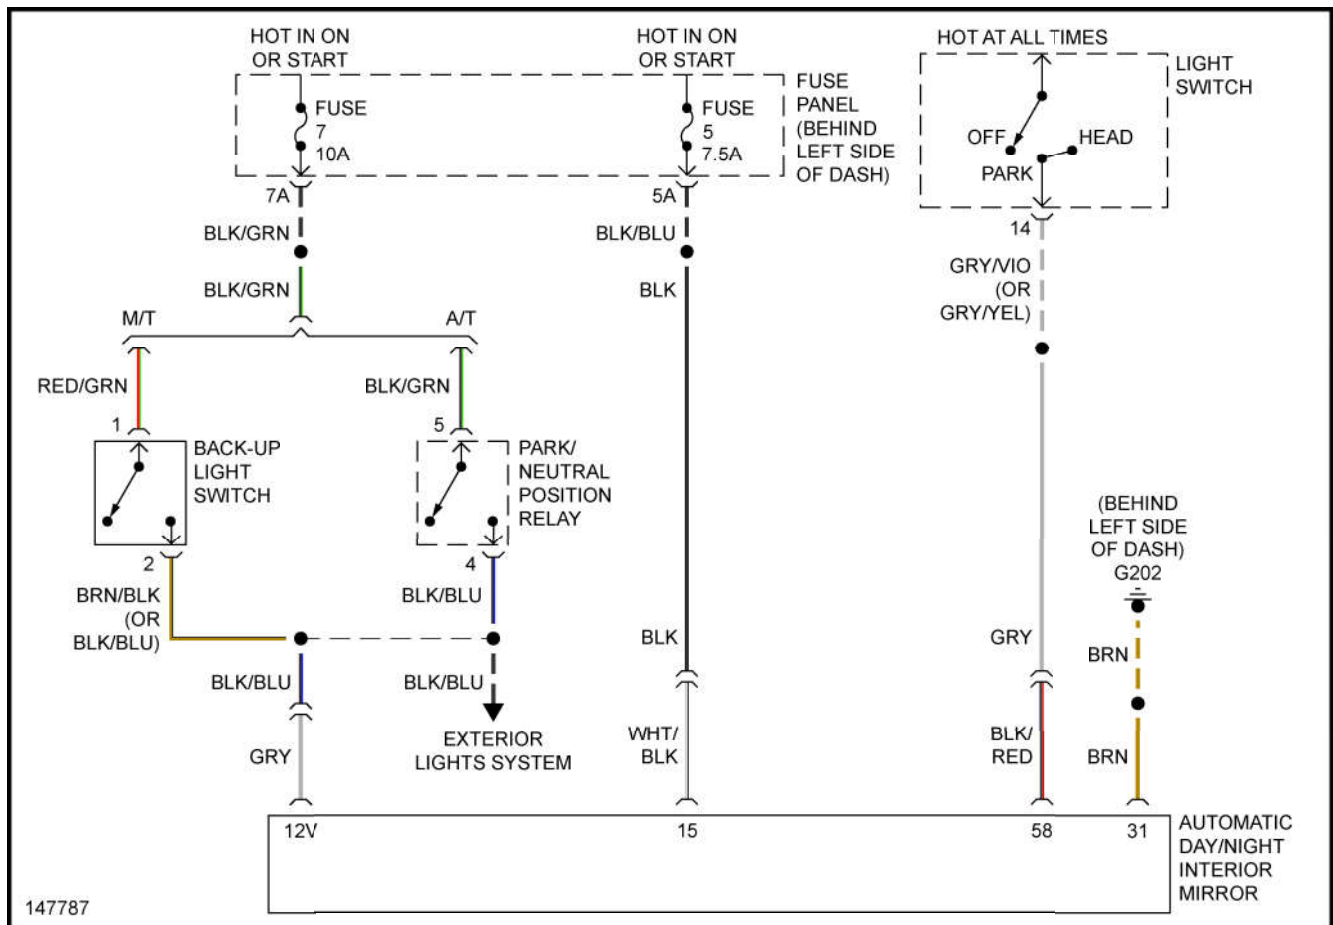 HOT IN ON
OR START
HOT IN ON
OR START
HOT AT ALL TIMES
FUSE
7
10A
FUSE
5
7.5A
FUSE
PANEL
(BEHIND
LEFT SIDE
OF DASH)
LIGHT
SWITCH
OFF
HEAD
PARK
7A
5A
14
BLK/GRN
BLK/BLU
GRY/VIO
(OR
GRY/YEL)
BLK/GRN
BLK
M/T
A/T
RED/GRN
BLK/GRN
1
5
BACK-UP
LIGHT
SWITCH
PARK/
NEUTRAL
POSITION
RELAY
2
4
BRN/BLK
(OR
BLK/BLU)
BLK/BLU
(BEHIND
LEFT SIDE
OF DASH)
G202
BLK
GRY
BRN
BLK/BLU
BLK/BLU
EXTERIOR
LIGHTS SYSTEM
GRY
WHT/
BLK
BLK/
RED
BRN
12V
15
58
31
AUTOMATIC
DAY/NIGHT
INTERIOR
MIRROR
147787